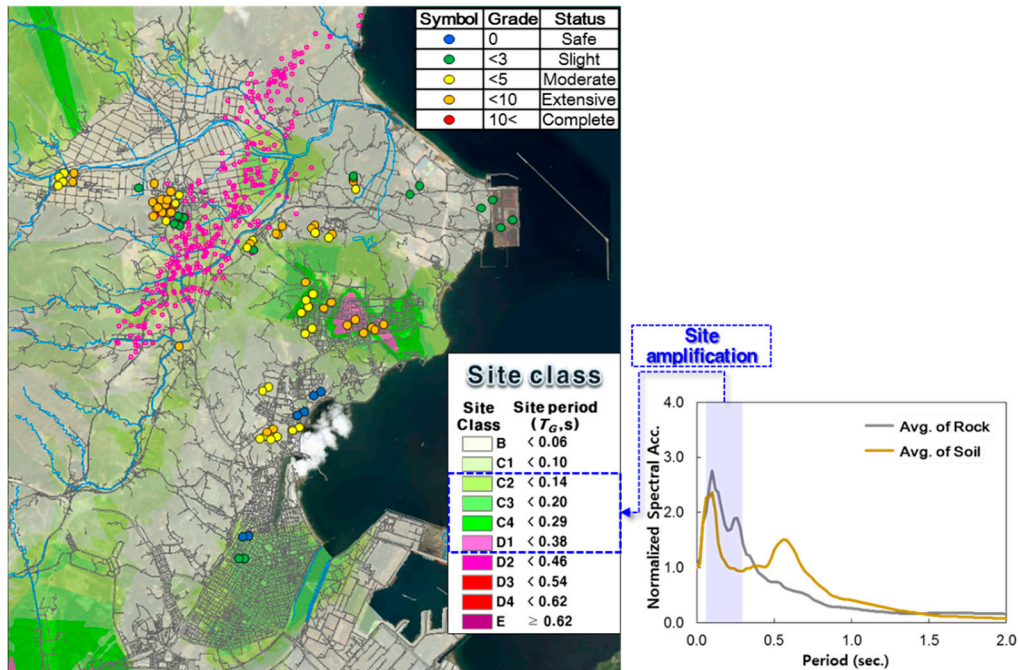 Symbol Grade Status
0 Safe
<3 Slight
<5 Moderate
<10 Extensive
10< Complete
Site class
Site Class Site period (T_G,s)
B < 0.06
C1 < 0.10
C2 < 0.14
C3 < 0.20
C4 < 0.29
D1 < 0.38
D2 < 0.46
D3 < 0.54
D4 < 0.62
E ≥ 0.62
Site
amplification
Normalized Spectral Acc.
4.0
3.0
2.0
1.0
0.0
Avg. of Rock
Avg. of Soil
0.0 0.5 1.0 1.5 2.0
Period (sec.)